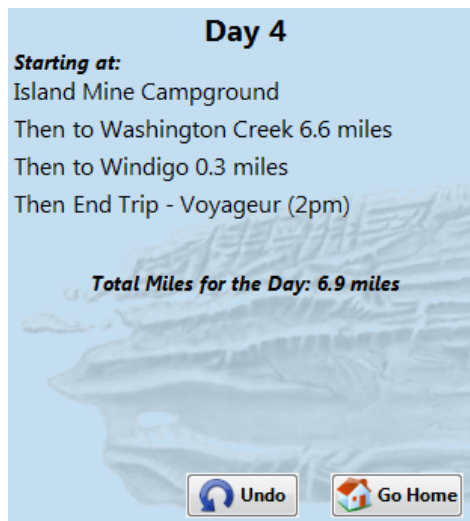 Day 4
Starting at:
Island Mine Campground
Then to Washington Creek 6.6 miles
Then to Windigo 0.3 miles
Then End Trip - Voyageur (2pm)
Total Miles for the Day: 6.9 miles
Undo
Go Home